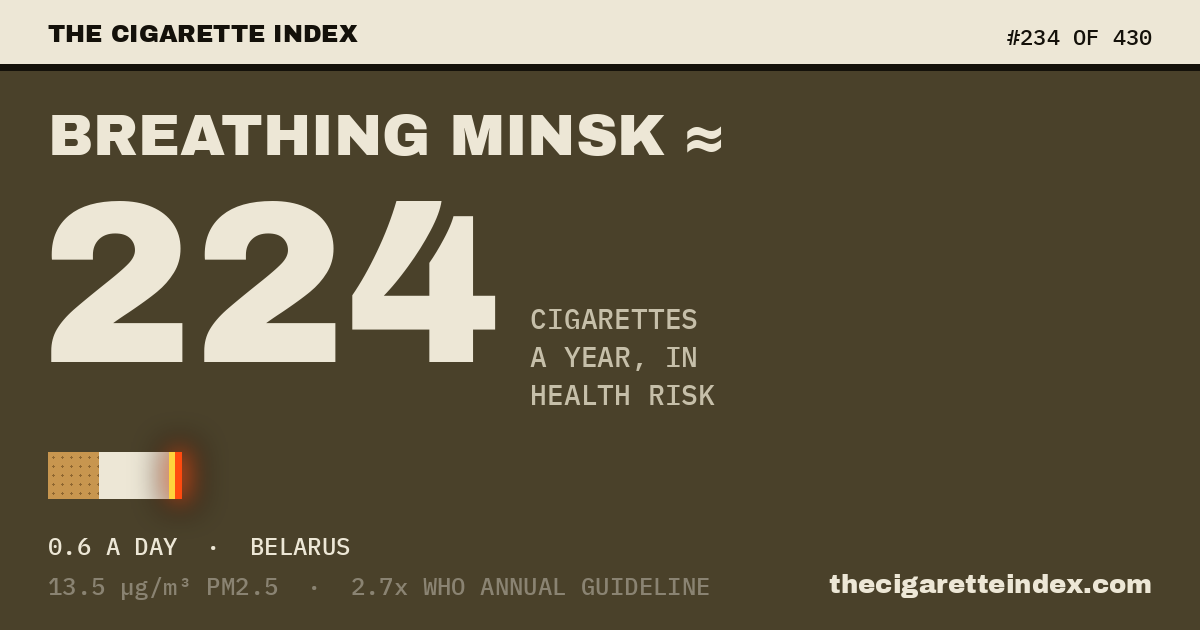 THE CIGARETTE INDEX
#234 OF 430
BREATHING MINSK ≈
224
CIGARETTES
A YEAR, IN
HEALTH RISK
0.6 A DAY · BELARUS
13.5 µg/m³ PM2.5 · 2.7x WHO ANNUAL GUIDELINE
thecigaretteindex.com